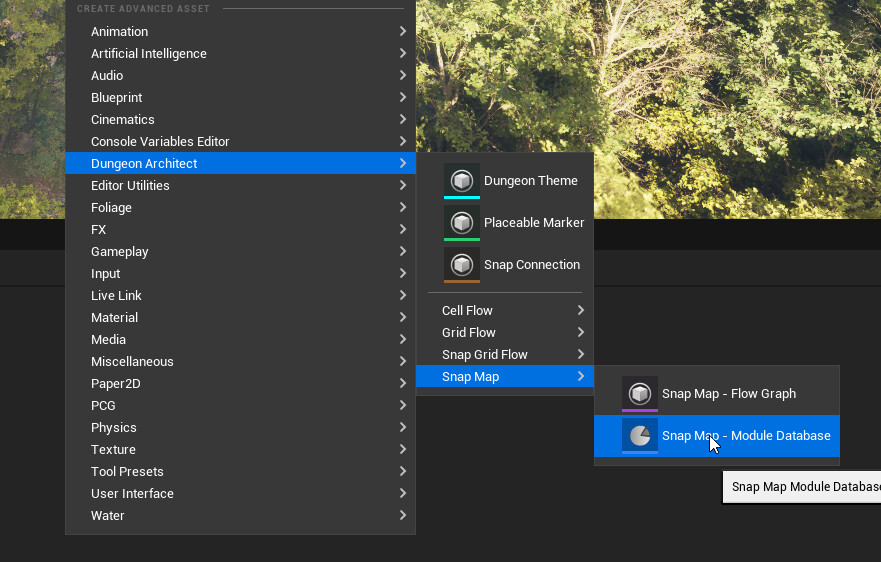 CREATE ADVANCED ASSET
Animation
Artificial Intelligence
Audio
Blueprint
Cinematics
Console Variables Editor
Dungeon Architect
Editor Utilities
Foliage
FX
Gameplay
Input
Live Link
Material
Media
Miscellaneous
Paper2D
PCG
Physics
Texture
Tool Presets
User Interface
Water
Dungeon Theme
Placeable Marker
Snap Connection
Cell Flow
Grid Flow
Snap Grid Flow
Snap Map
Snap Map - Flow Graph
Snap Map - Module Database
Snap Map Module Database